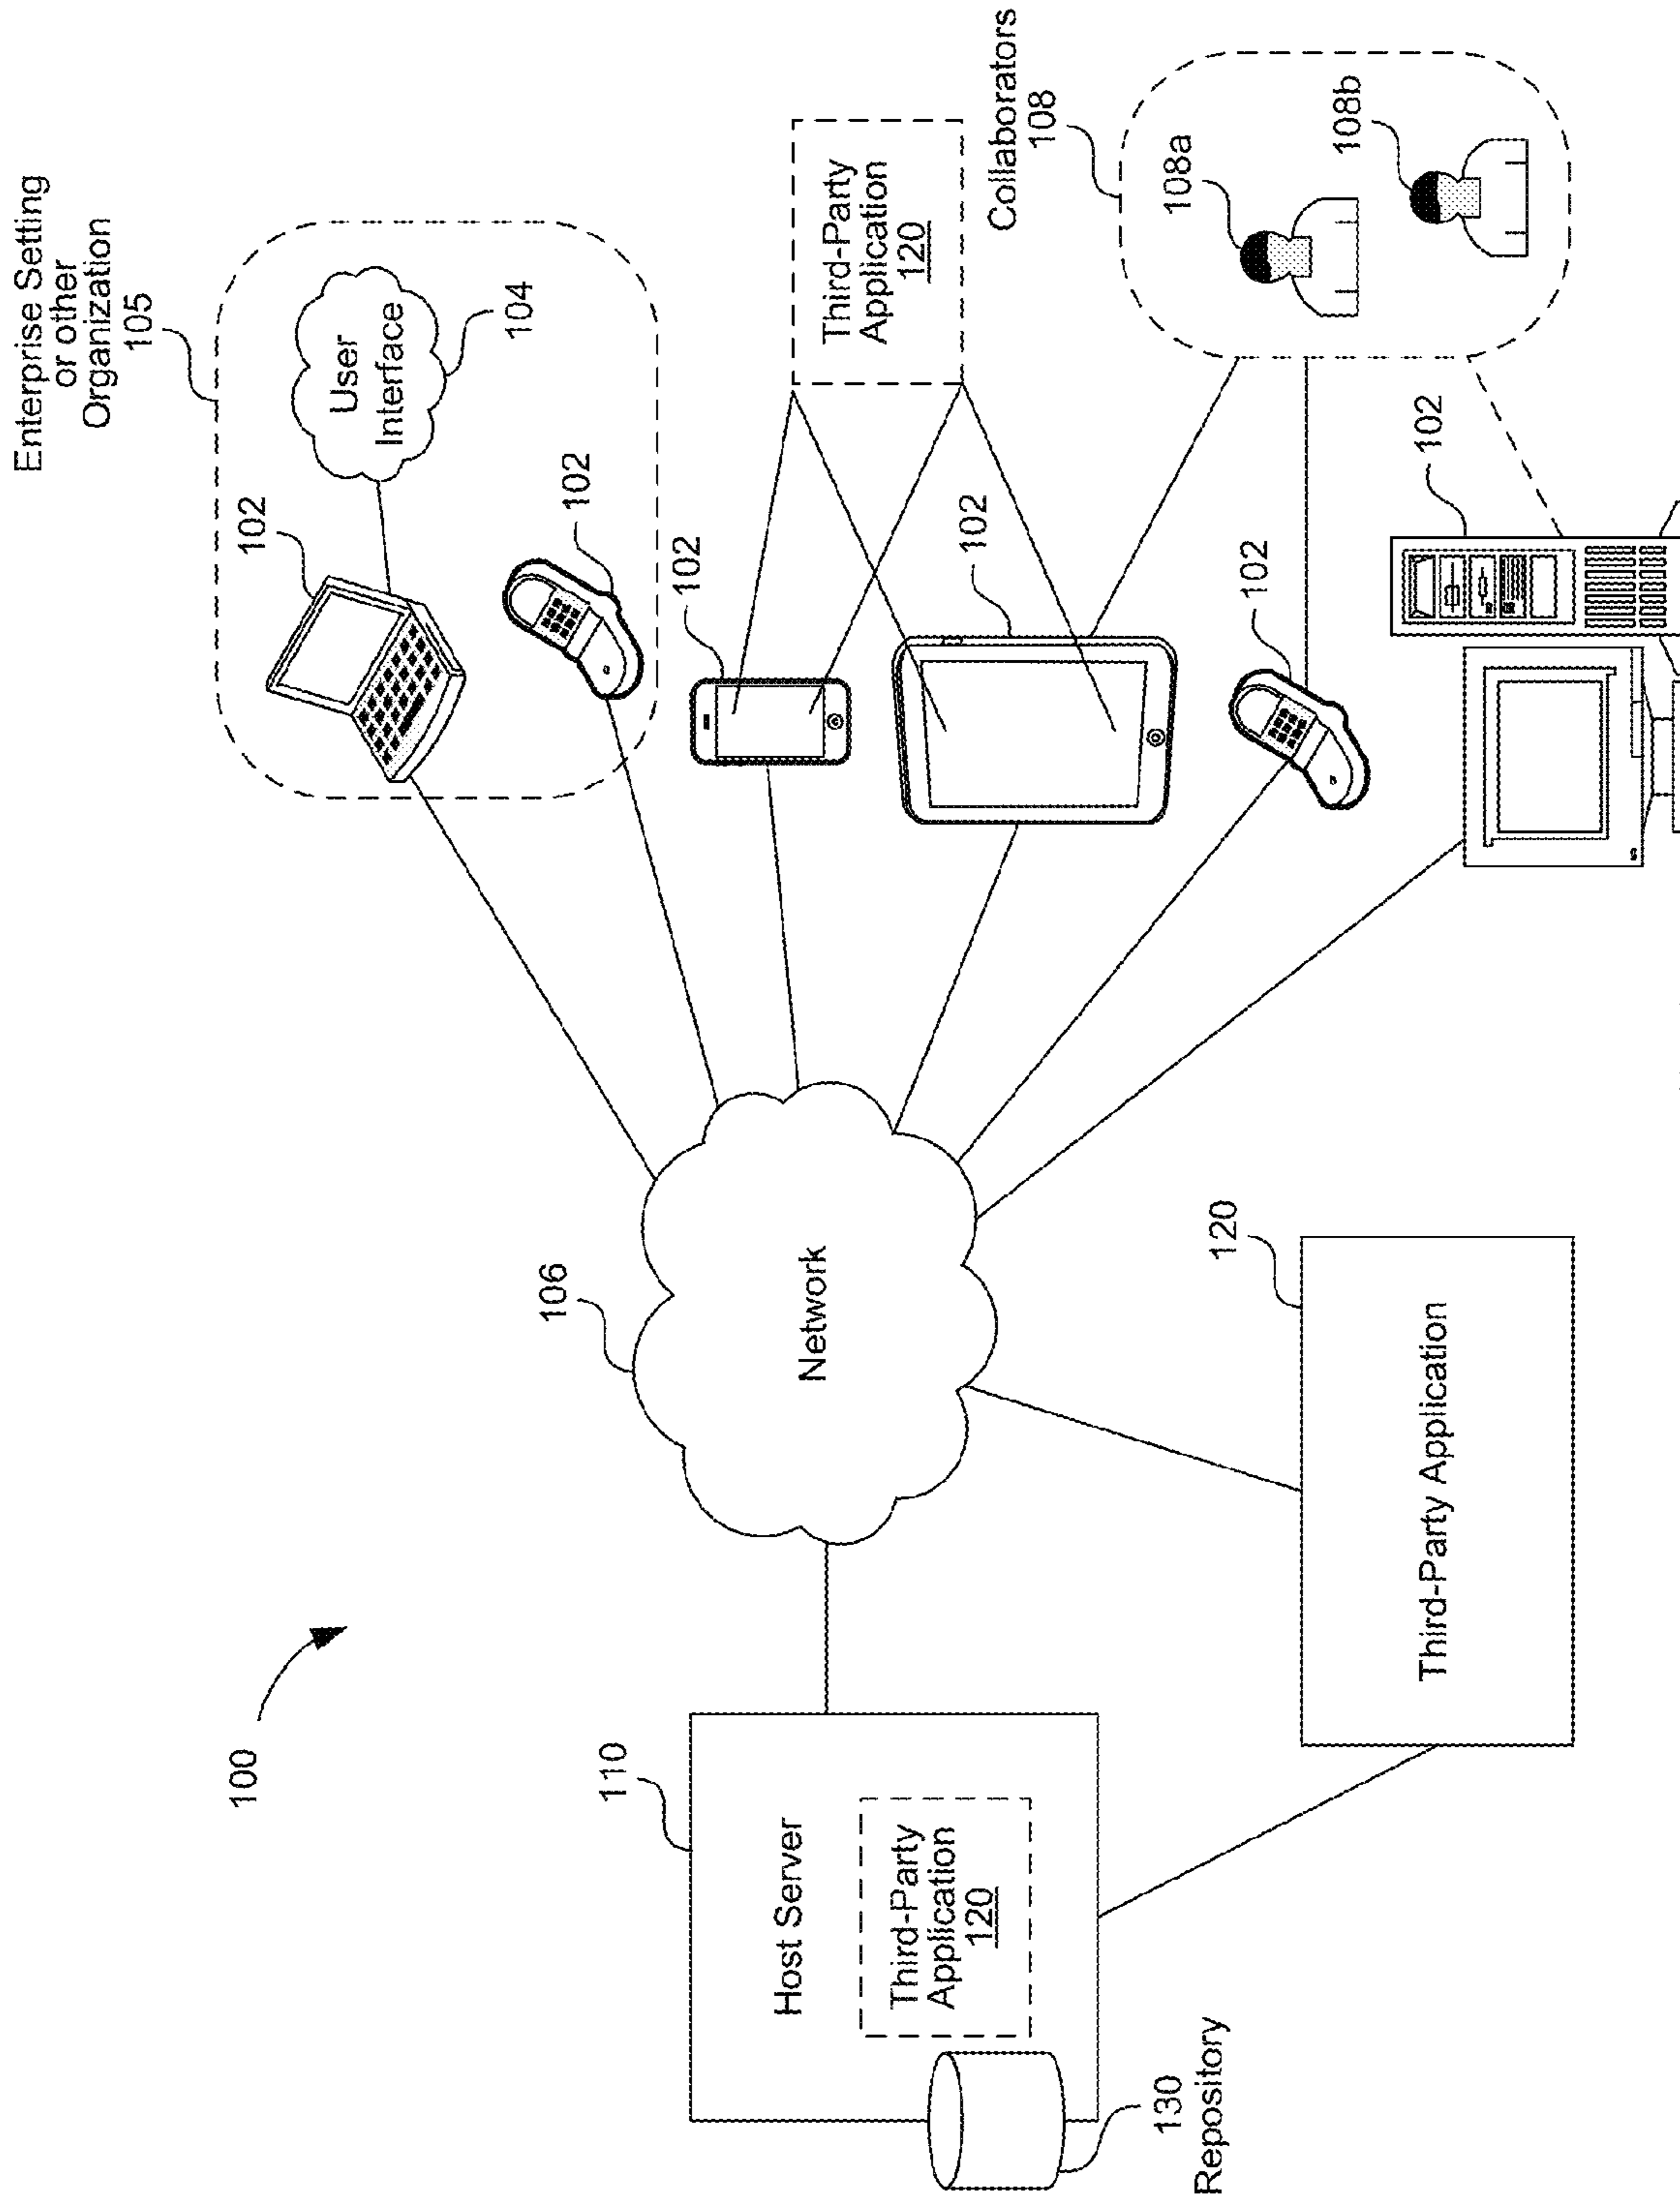 100
110
Host Server
Third-Party
Application
120
130
Repository
106
Network
120
Third-Party Application
Enterprise Setting
or other
Organization
105
102
User
Interface
104
102
102
Third-Party
Application
120
102
Collaborators
108
108a
108b
102
102